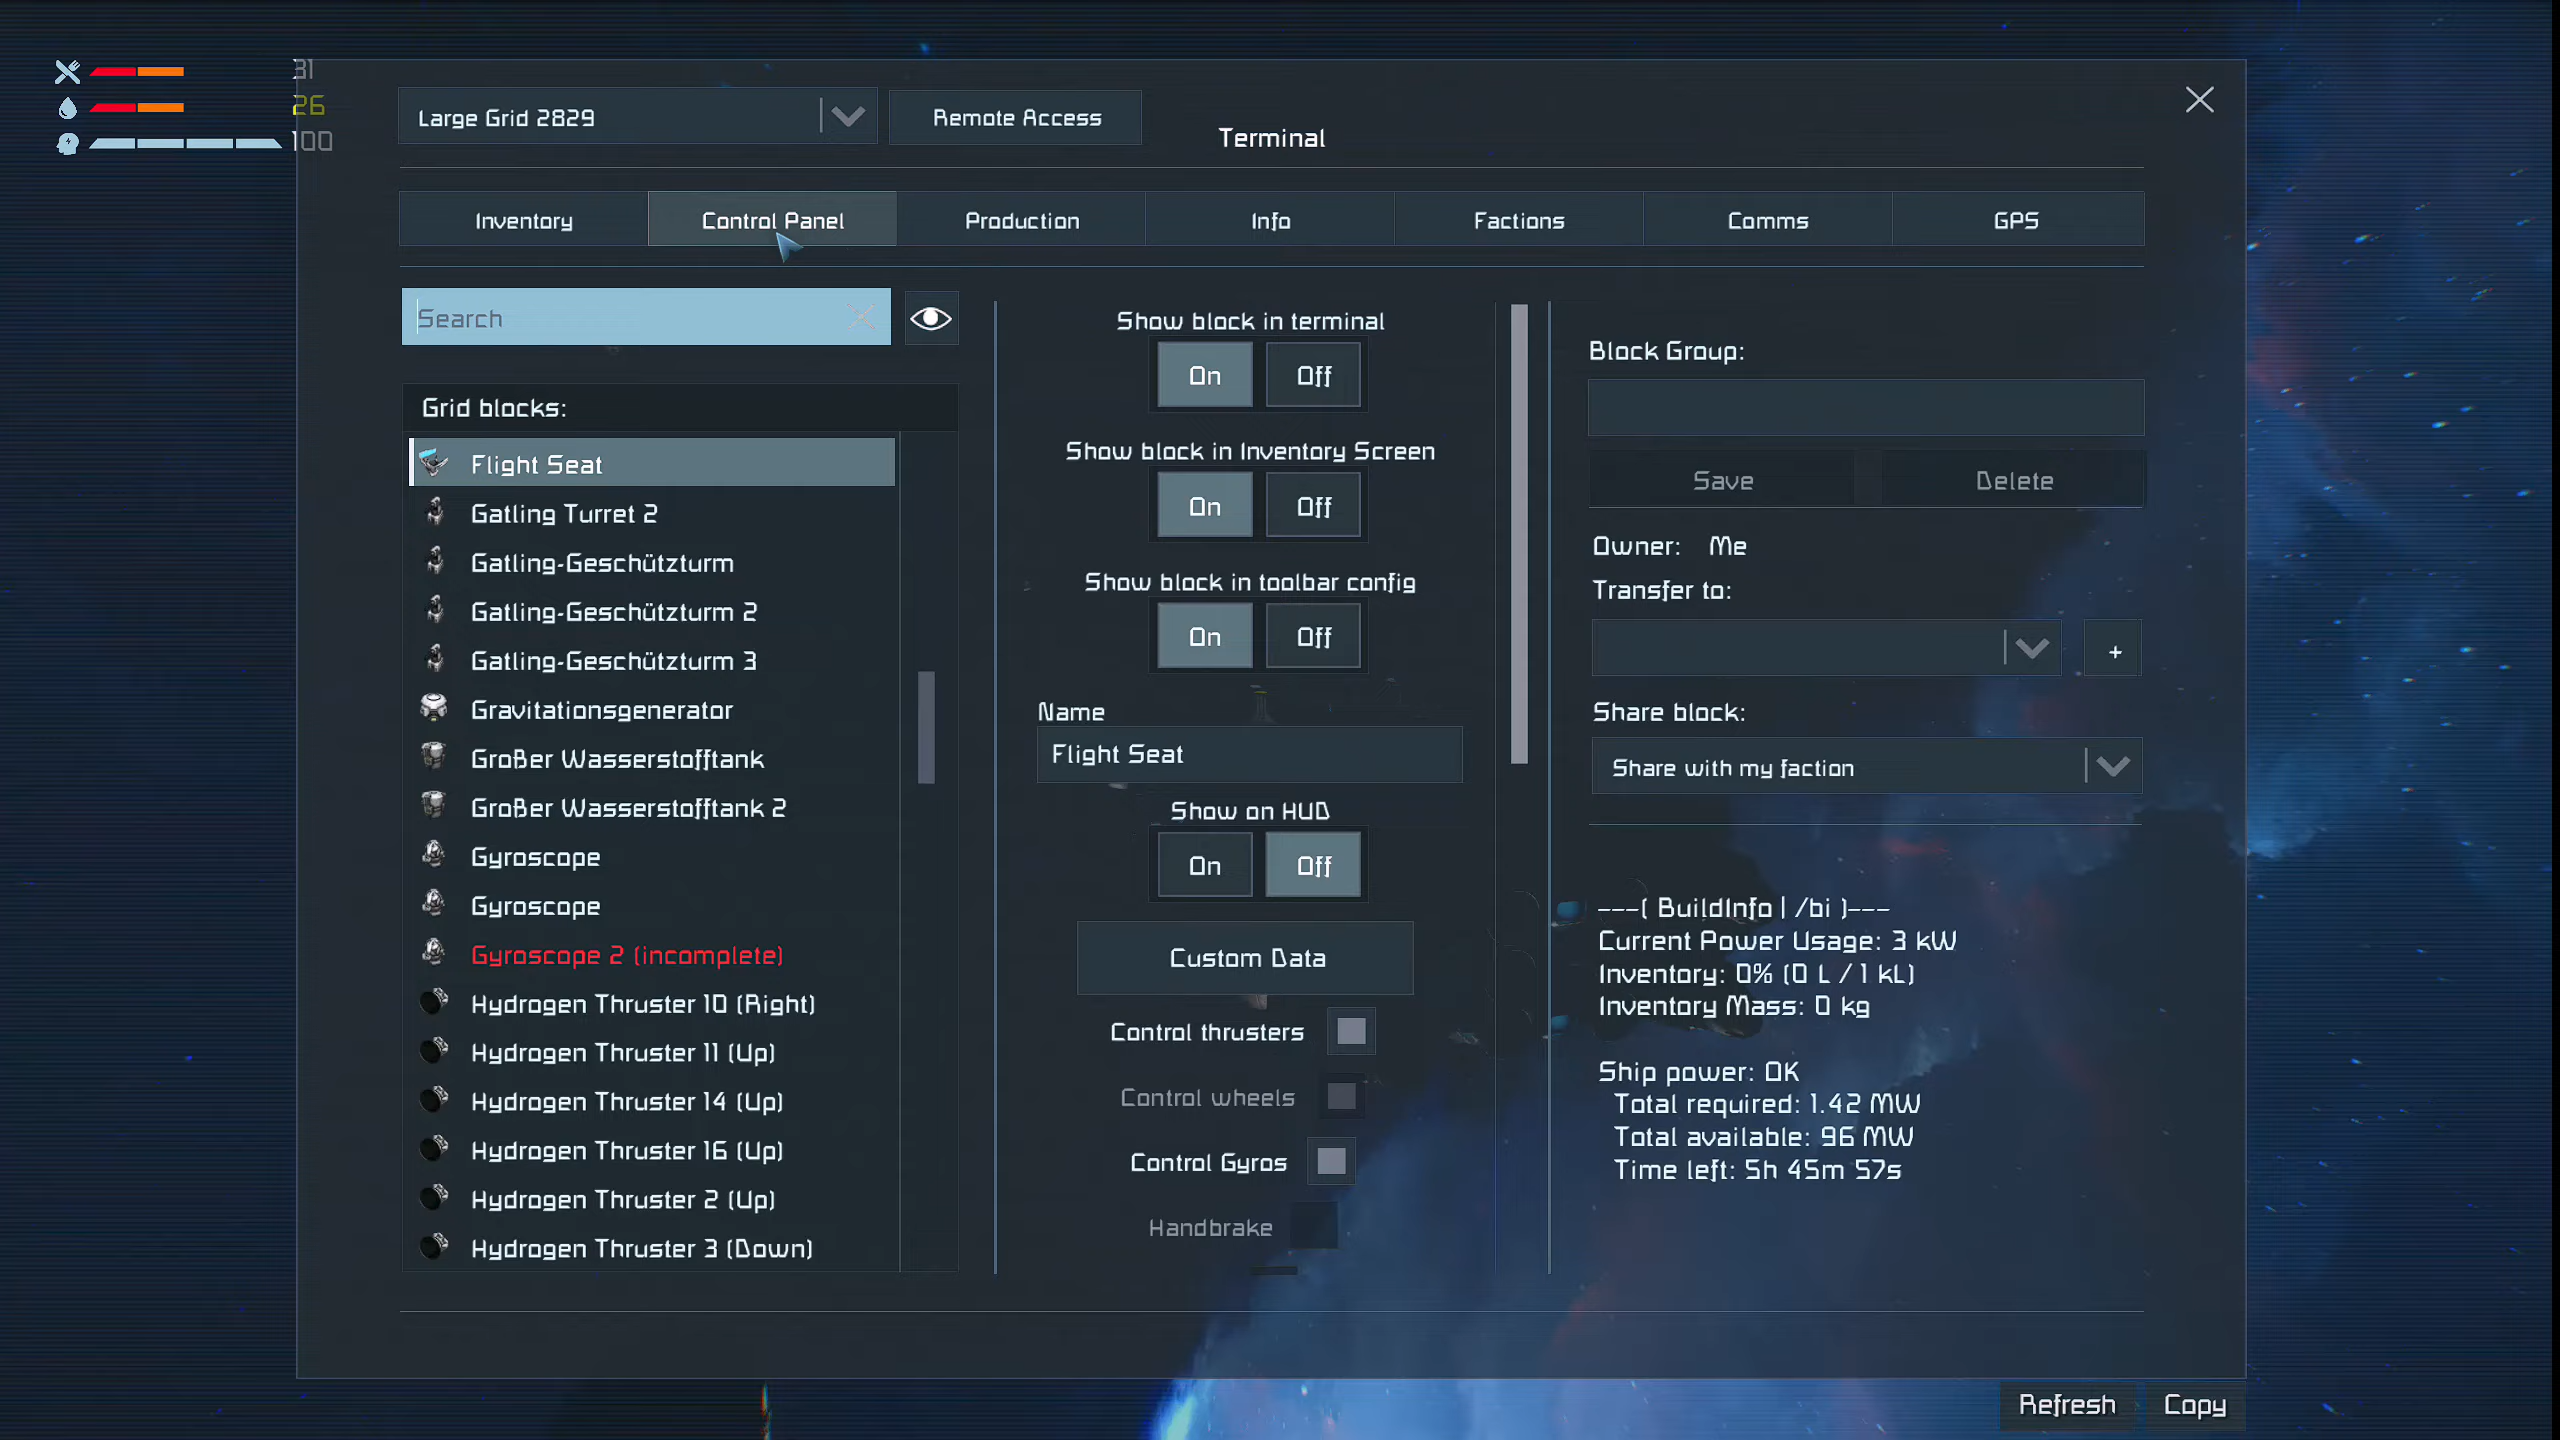 31
26
100
Large Grid 2829
Remote Access
Terminal
Inventory
Control Panel
Production
Info
Factions
Comms
GPS
Search
Grid blocks:
Flight Seat
Gatling Turret 2
Gatling-Geschützturm
Gatling-Geschützturm 2
Gatling-Geschützturm 3
Gravitationsgenerator
Großer Wasserstofftank
Großer Wasserstofftank 2
Gyroscope
Gyroscope
Gyroscope 2 (incomplete)
Hydrogen Thruster 10 (Right)
Hydrogen Thruster 11 (Up)
Hydrogen Thruster 14 (Up)
Hydrogen Thruster 16 (Up)
Hydrogen Thruster 2 (Up)
Hydrogen Thruster 3 (Down)
Show block in terminal
On Off
Show block in Inventory Screen
On Off
Show block in toolbar config
On Off
Name
Flight Seat
Show on HUD
On Off
Custom Data
Control thrusters
Control wheels
Control Gyros
Handbrake
Block Group:
Save
Delete
Owner: Me
Transfer to:
+
Share block:
Share with my faction
---( BuildInfo | /bi )---
Current Power Usage: 3 kW
Inventory: 0% (0 L / 1 kL)
Inventory Mass: 0 kg
Ship power: OK
Total required: 1.42 MW
Total available: 96 MW
Time left: 5h 45m 57s
Refresh
Copy